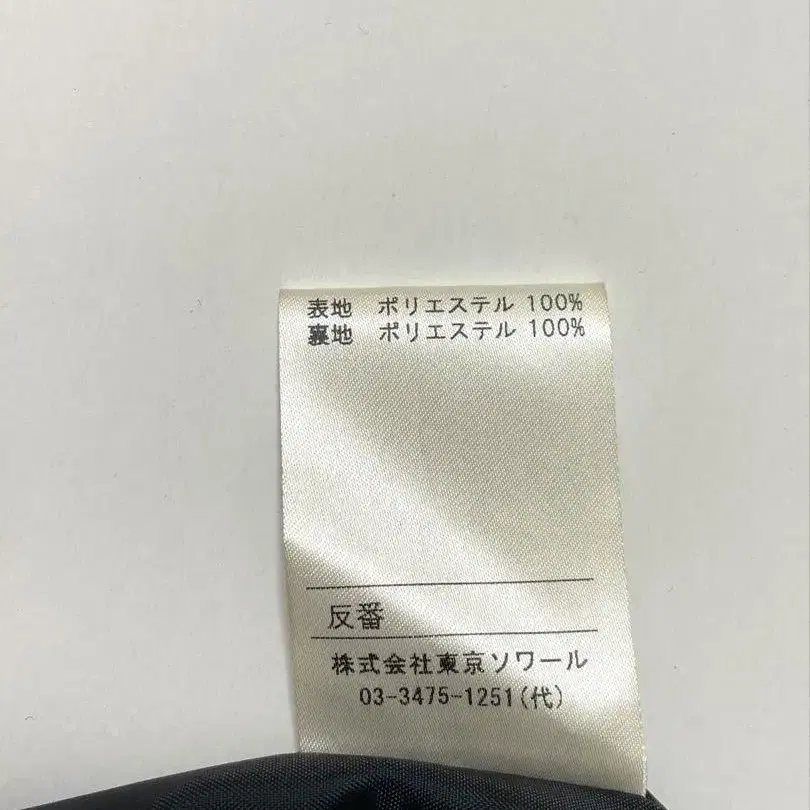 表地 ポリエステル 100%
裏地 ポリエステル 100%
反番
株式会社東京ソワール
03-3475-1251(代)